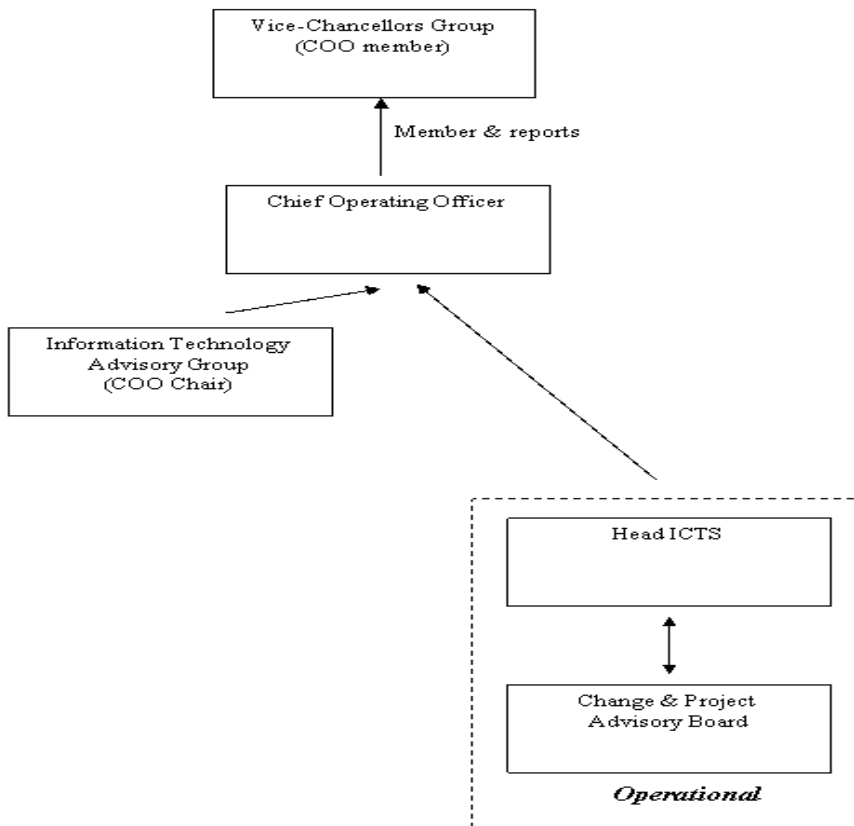 Vice-Chancellors Group
(COO member)
Member & reports
Chief Operating Officer
Information Technology
Advisory Group
(COO Chair)
Head ICTS
Change & Project
Advisory Board
Operational